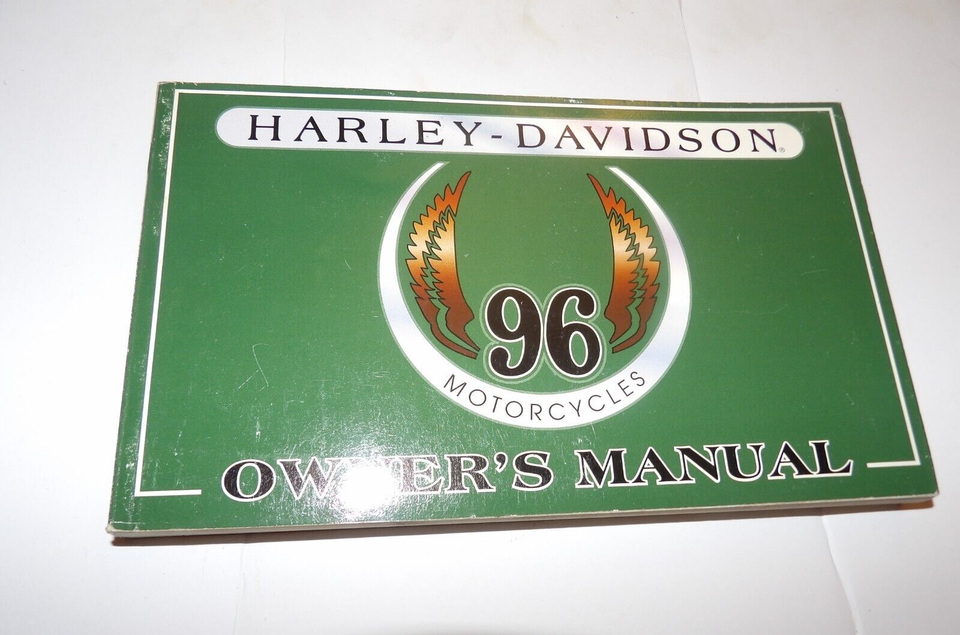 HARLEY-DAVIDSON®
96
MOTORCYCLES
OWNER'S MANUAL